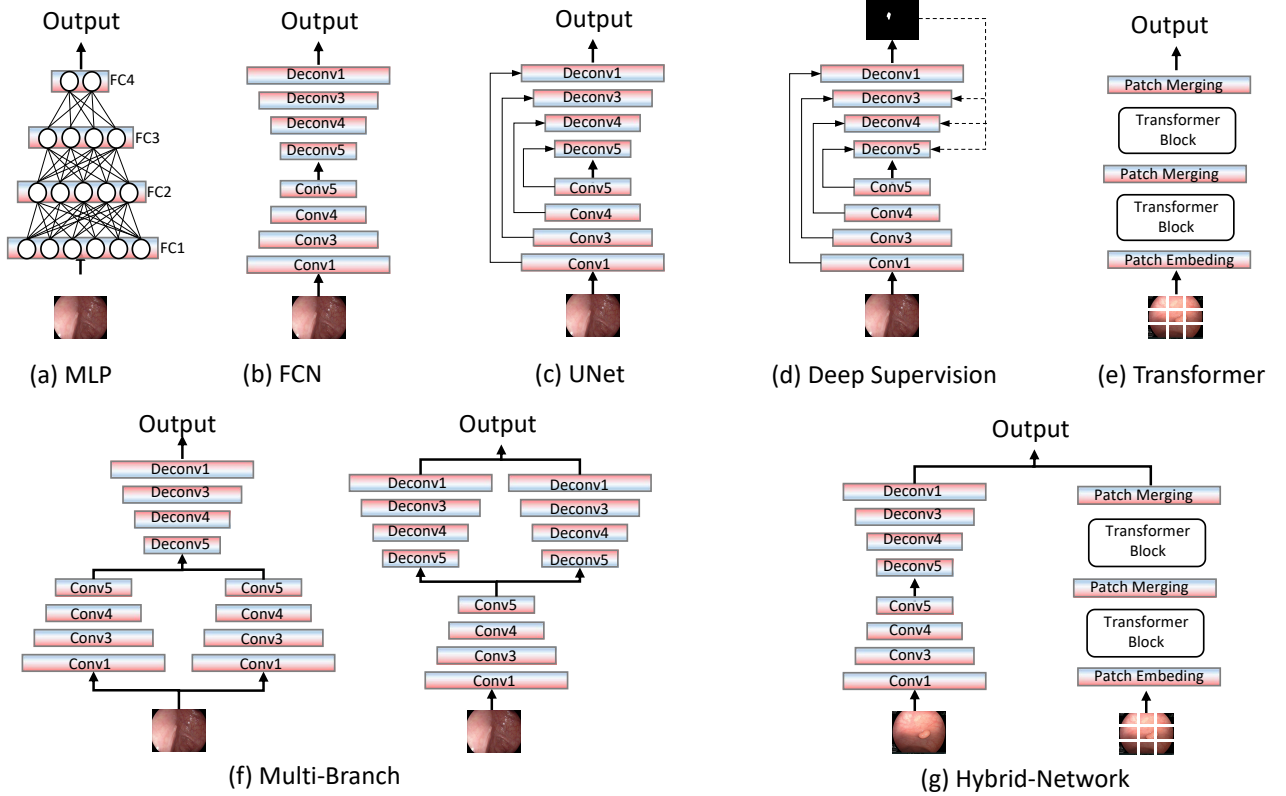 Output
FC4
FC3
FC2
FC1
(a) MLP
Output
Deconv1
Deconv3
Deconv4
Deconv5
Conv5
Conv4
Conv3
Conv1
(b) FCN
Output
Deconv1
Deconv3
Deconv4
Deconv5
Conv5
Conv4
Conv3
Conv1
(c) UNet
Deconv1
Deconv3
Deconv4
Deconv5
Conv5
Conv4
Conv3
Conv1
(d) Deep Supervision
Output
Patch Merging
Transformer
Block
Patch Merging
Transformer
Block
Patch Embeding
(e) Transformer
Output
Deconv1
Deconv3
Deconv4
Deconv5
Conv5
Conv4
Conv3
Conv1
Conv5
Conv4
Conv3
Conv1
Output
Deconv1
Deconv3
Deconv4
Deconv5
Deconv1
Deconv3
Deconv4
Deconv5
Conv5
Conv4
Conv3
Conv1
(f) Multi-Branch
Output
Deconv1
Deconv3
Deconv4
Deconv5
Conv5
Conv4
Conv3
Conv1
Patch Merging
Transformer
Block
Patch Merging
Transformer
Block
Patch Embeding
(g) Hybrid-Network